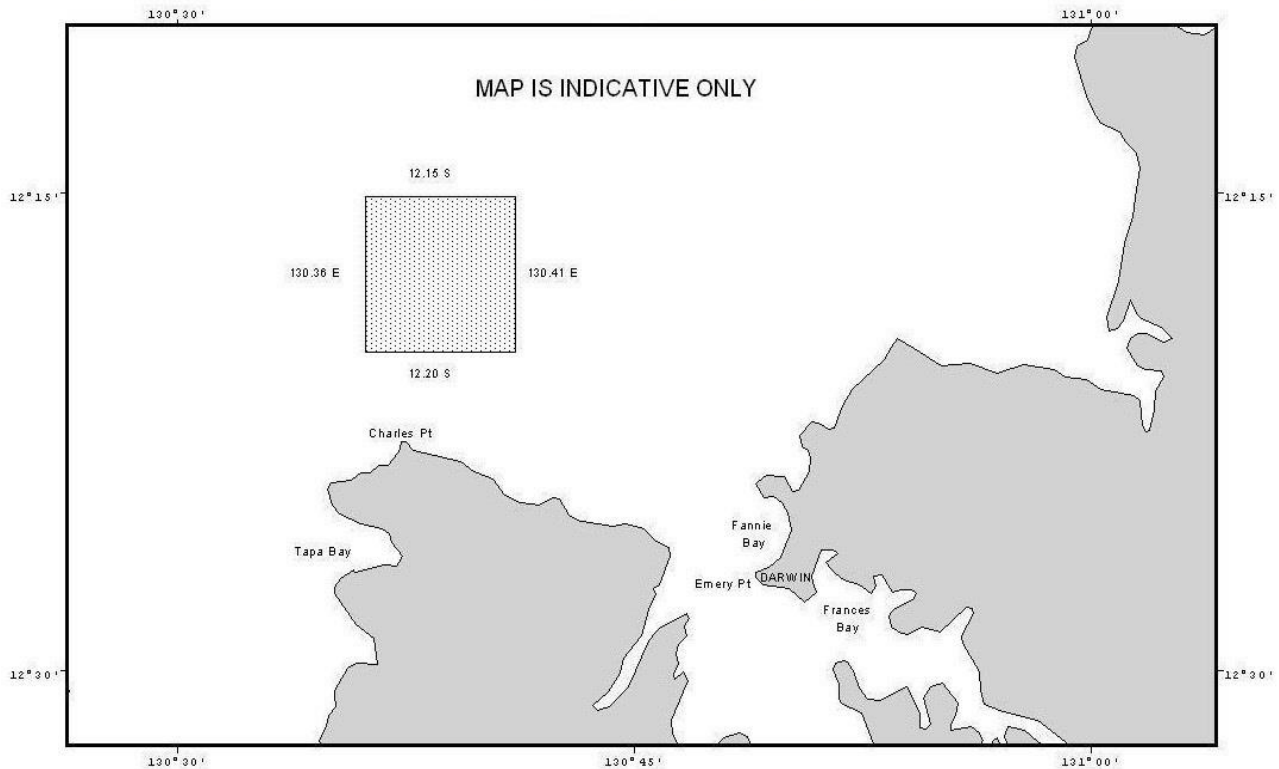 130°30'
131°00'
MAP IS INDICATIVE ONLY
12.15 S
12°15'
12°15'
130.36 E
130.41 E
12.20 S
Charles Pt
Fannie
Bay
Tapa Bay
Emery Pt
DARWIN
Frances
Bay
12°30'
12°30'
130°30'
130°45'
131°00'